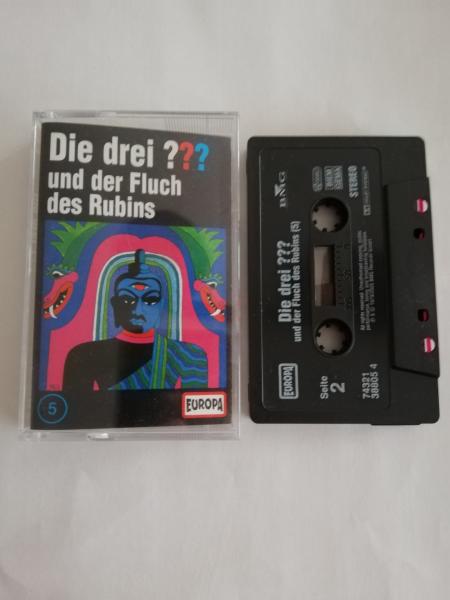 Die drei ???
und der Fluch
des Rubins
5
EUROPA
BMG
STEREO
Die drei ???
und der Fluch des Rubins (5)
EUROPA
Seite
2
74321
38805 4